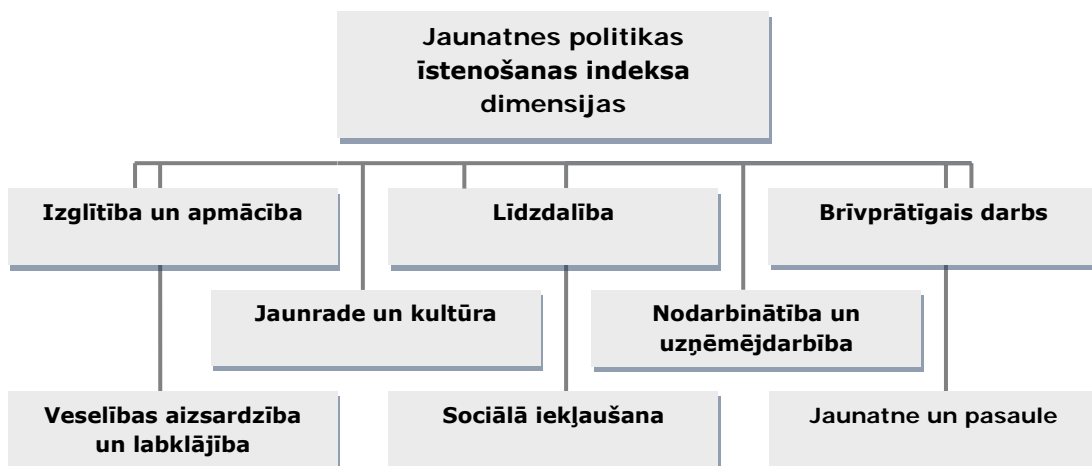 Jaunatnes politikas
īstenošanas indeksa
dimensijas
Izglītība un apmācība
Līdzdalība
Brīvprātīgais darbs
Jaunrade un kultūra
Nodarbinātība un
uzņēmējdarbība
Veselības aizsardzība
un labklājība
Sociālā iekļaušana
Jaunatne un pasaule